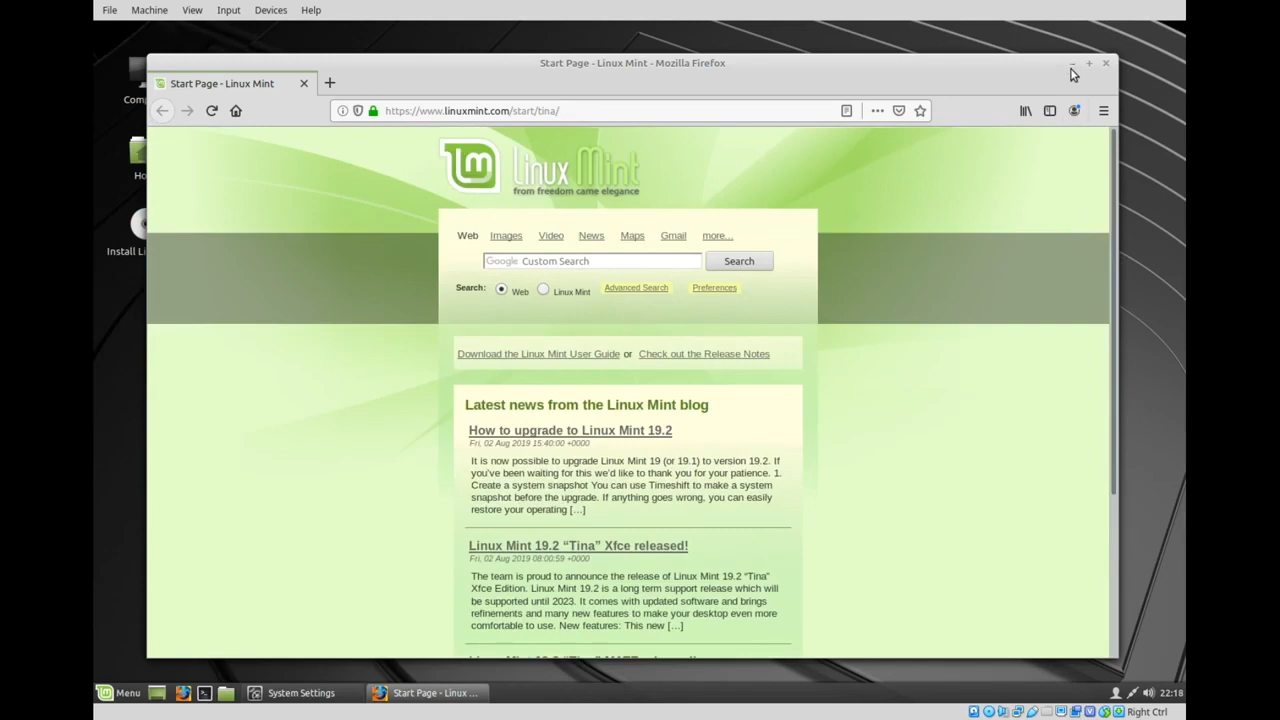 File Machine View Input Devices Help
Start Page - Linux Mint - Mozilla Firefox
Start Page - Linux Mint
https://www.linuxmint.com/start/tina/
Linux Mint
from freedom came elegance
Web Images Video News Maps Gmail more...
Google Custom Search Search
Search: Web Linux Mint Advanced Search Preferences
Download the Linux Mint User Guide or Check out the Release Notes
Latest news from the Linux Mint blog
How to upgrade to Linux Mint 19.2
Fri, 02 Aug 2019 15:40:00 +0000
It is now possible to upgrade Linux Mint 19 (or 19.1) to version 19.2. If
you’ve been waiting for this we’d like to thank you for your patience. 1.
Create a system snapshot You can use Timeshift to make a system
snapshot before the upgrade. If anything goes wrong, you can easily
restore your operating […]
Linux Mint 19.2 “Tina” Xfce released!
Fri, 02 Aug 2019 08:00:59 +0000
The team is proud to announce the release of Linux Mint 19.2 “Tina”
Xfce Edition. Linux Mint 19.2 is a long term support release which will
be supported until 2023. It comes with updated software and brings
refinements and many new features to make your desktop even more
comfortable to use. New features: This new […]
Comp
Ho
Install Li
Menu System Settings Start Page - Linux ... 22:18
Right Ctrl